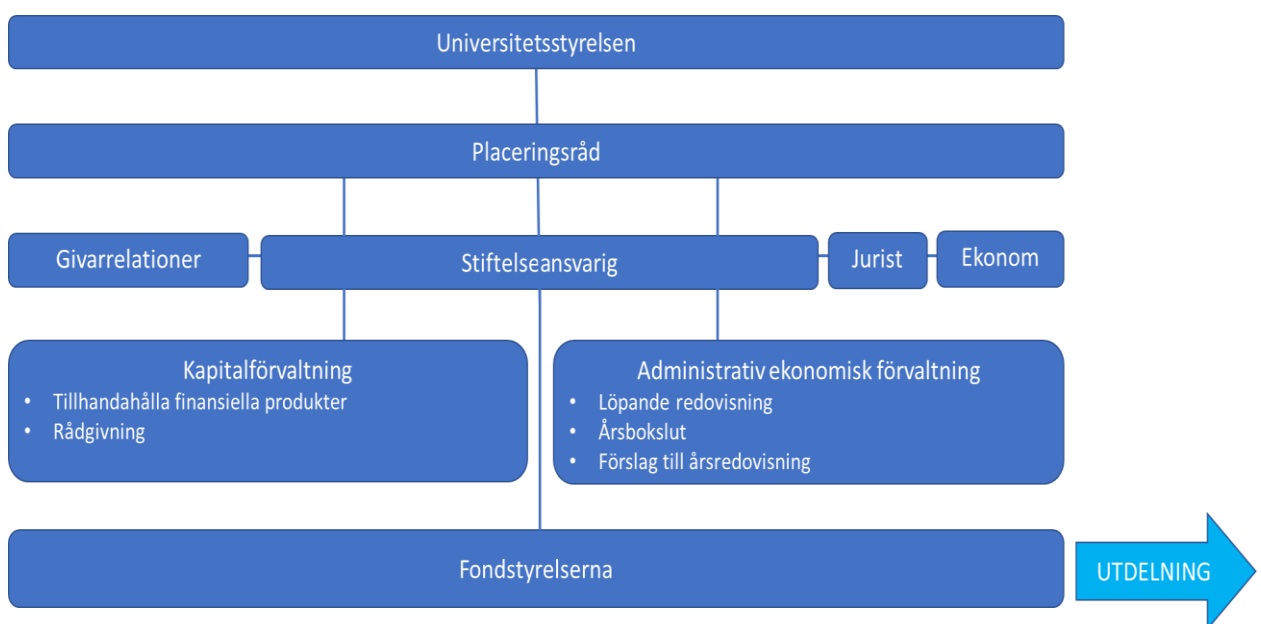 Universitetsstyrelsen
Placeringsråd
Givarrelationer
Stiftelseansvarig
Jurist
Ekonom
Kapitalförvaltning
• Tillhandahålla finansiella produkter
• Rådgivning
Administrativ ekonomisk förvaltning
• Löpande redovisning
• Årsbokslut
• Förslag till årsredovisning
Fondstyrelserna
UTDELNING